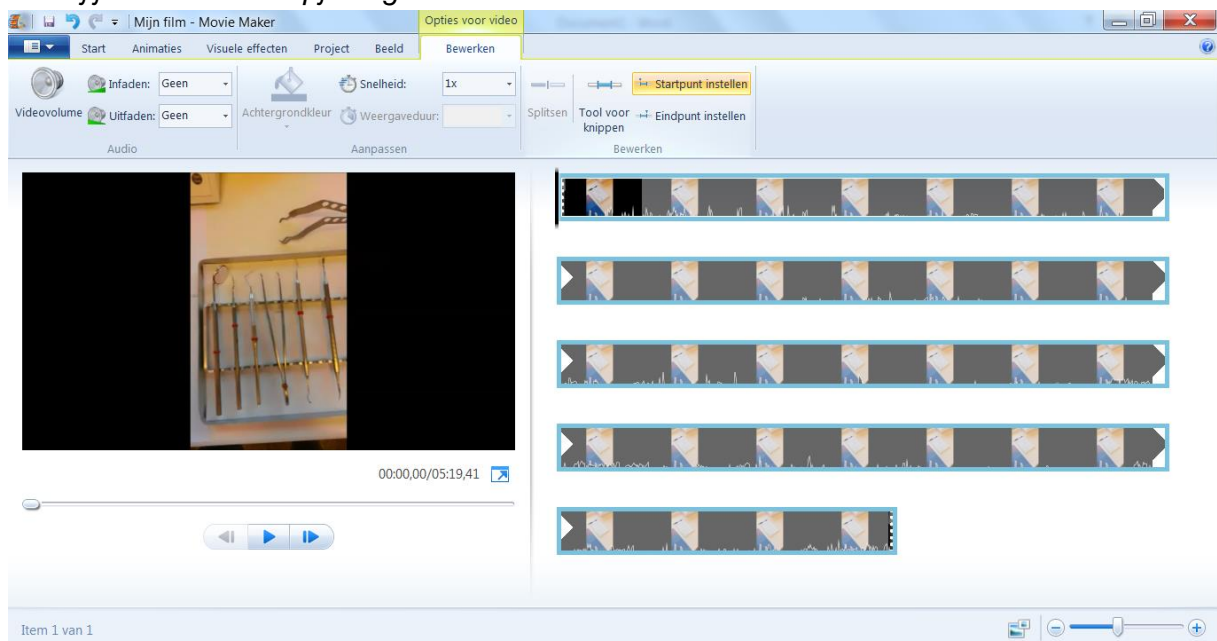 Mijn film - Movie Maker
Opties voor video
Start Animaties Visuele effecten Project Beeld Bewerken
Infaden: Geen
Snelheid: 1x
Startpunt instellen
Videovolume
Uitfaden: Geen
Achtergrondkleur
Weergaveduur:
Splitsen
Tool voor
knippen
Eindpunt instellen
Audio
Aanpassen
Bewerken
00:00,00/05:19,41
Item 1 van 1